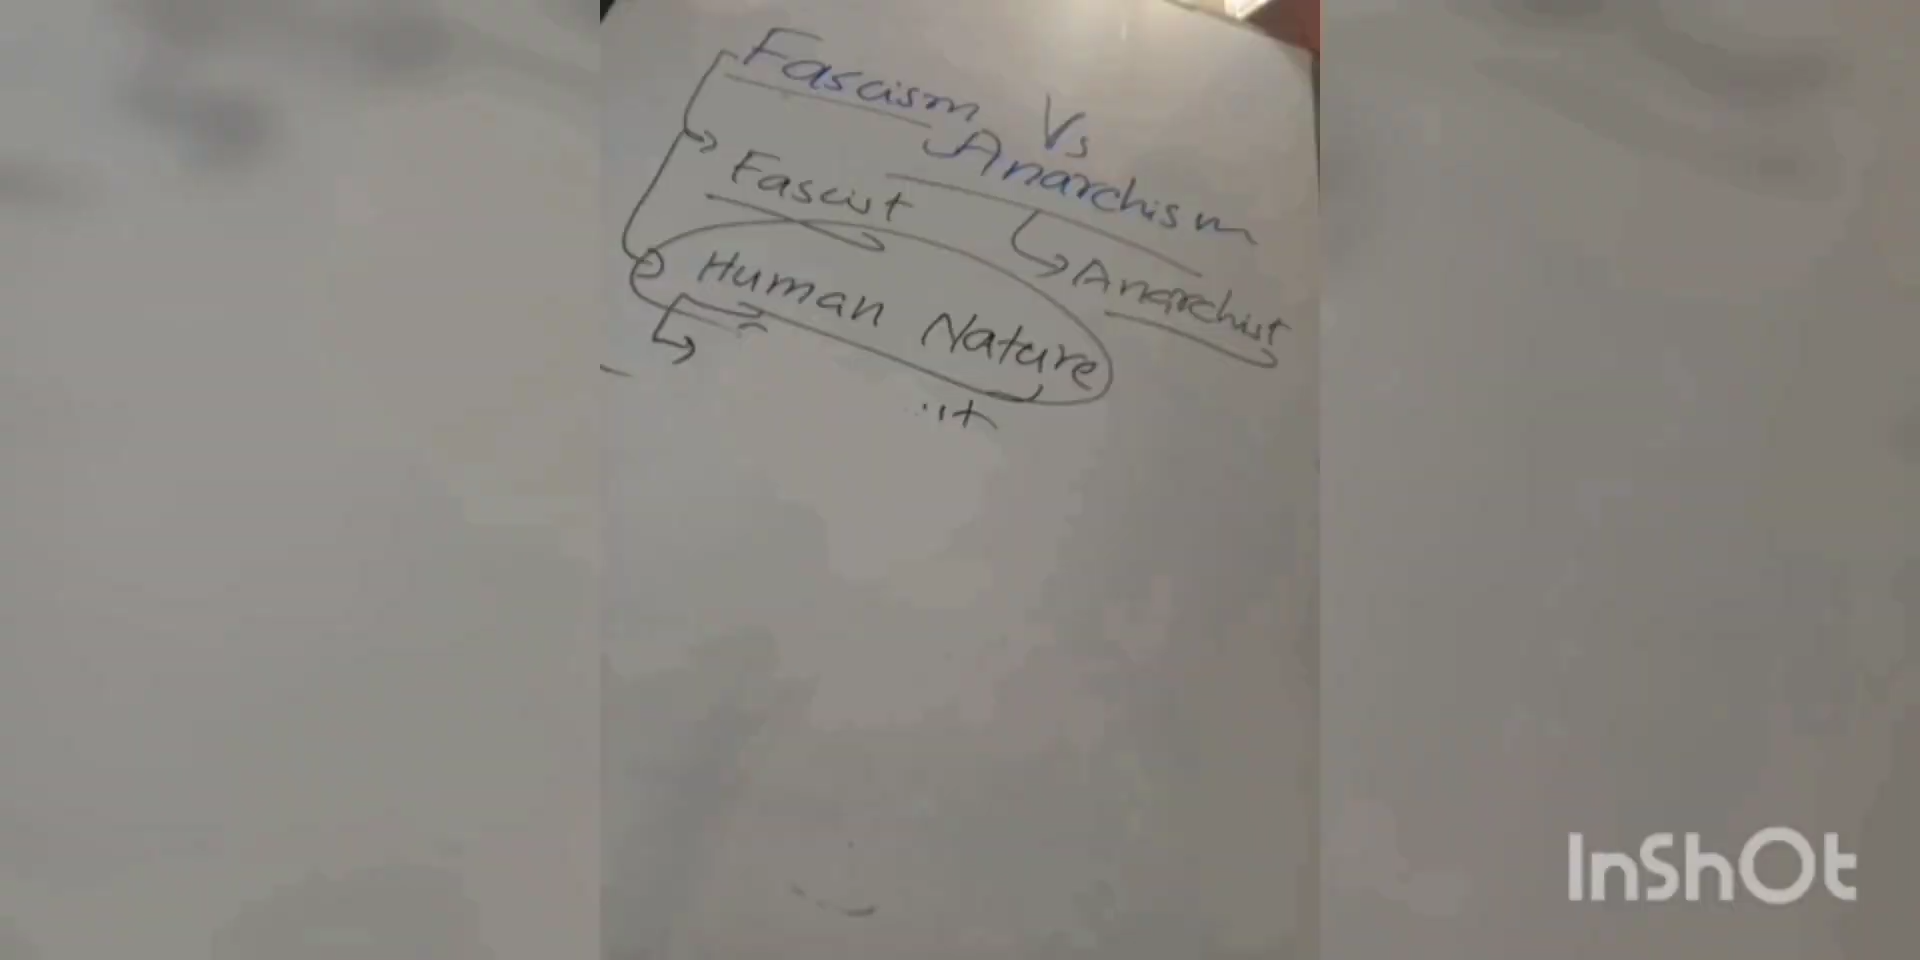 Fascism Vs
Anarchism
Fascist
Anarchist
Human Nature
InShOt